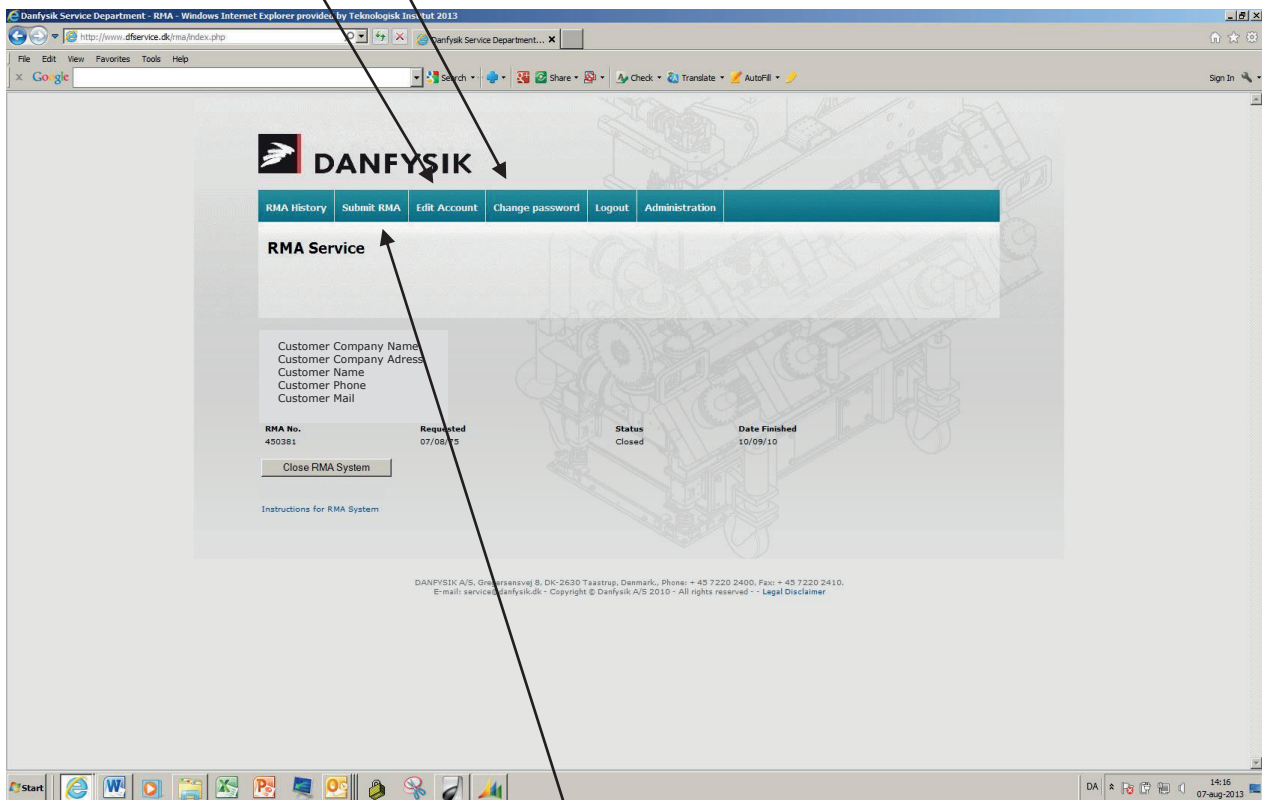 Danfysik Service Department - RMA - Windows Internet Explorer provided by Teknologisk Institut 2013
http://www.dfservice.dk/rma/index.php
Danfysik Service Department...
File Edit View Favorites Tools Help
x Google Search Share Check Translate AutoFill Sign In
DANFYSIK
RMA History Submit RMA Edit Account Change password Logout Administration
RMA Service
Customer Company Name
Customer Company Adress
Customer Name
Customer Phone
Customer Mail
RMA No. Requested Status Date Finished
450381 07/08/75 Closed 10/09/10
Close RMA System
Instructions for RMA System
DANFYSIK A/S, Gregersensvej 8, DK-2630 Taastrup, Denmark., Phone: + 45 7220 2400, Fax: + 45 7220 2410.
E-mail: service@danfysik.dk - Copyright © Danfysik A/S 2010 - All rights reserved - - Legal Disclaimer
Start DA 14:16
07-aug-2013